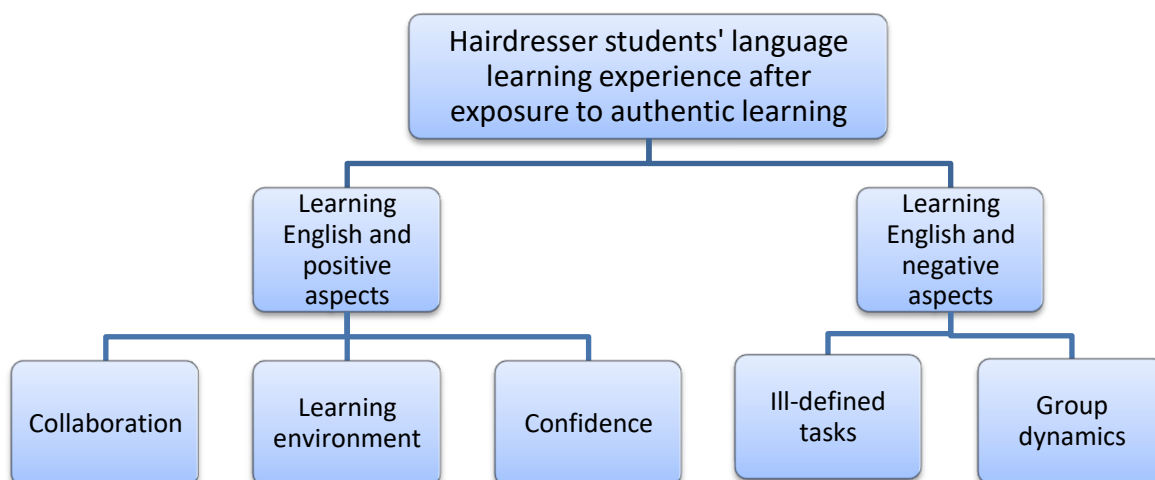 Hairdresser students' language
learning experience after
exposure to authentic learning
Learning
English and
positive
aspects
Learning
English and
negative
aspects
Collaboration
Learning
environment
Confidence
Ill-defined
tasks
Group
dynamics